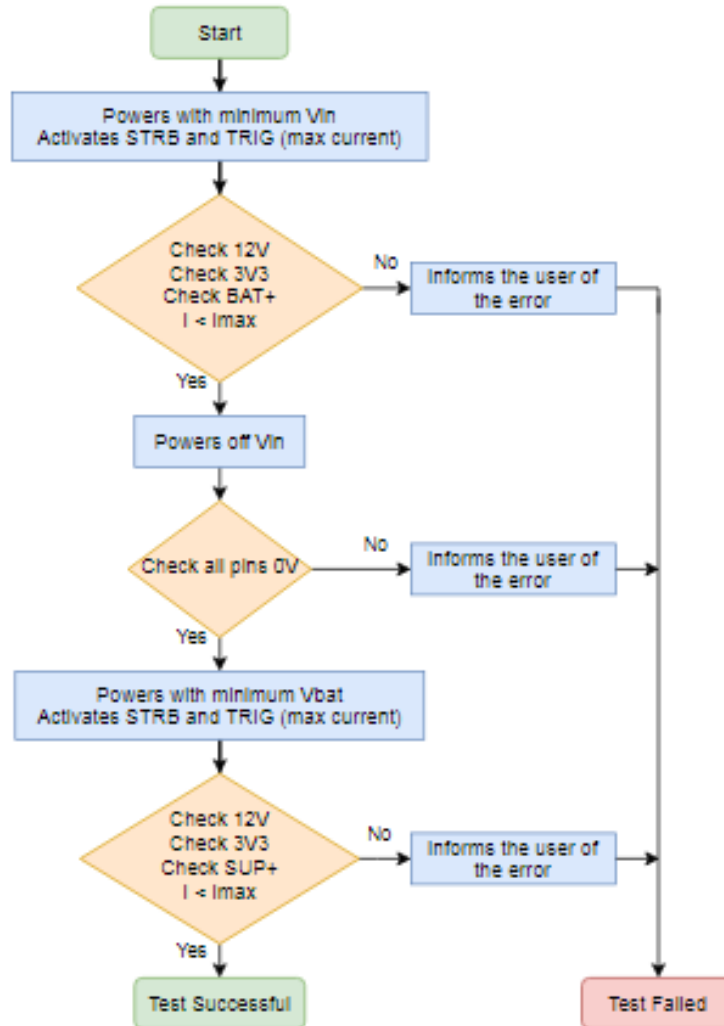 Start
Powers with minimum Vin
Activates STRB and TRIG (max current)
Check 12V
Check 3V3
Check BAT+
I < Imax
No
Informs the user of
the error
Yes
Powers off Vin
Check all pins 0V
No
Informs the user of
the error
Yes
Powers with minimum Vbat
Activates STRB and TRIG (max current)
Check 12V
Check 3V3
Check SUP+
I < Imax
No
Informs the user of
the error
Yes
Test Successful
Test Failed